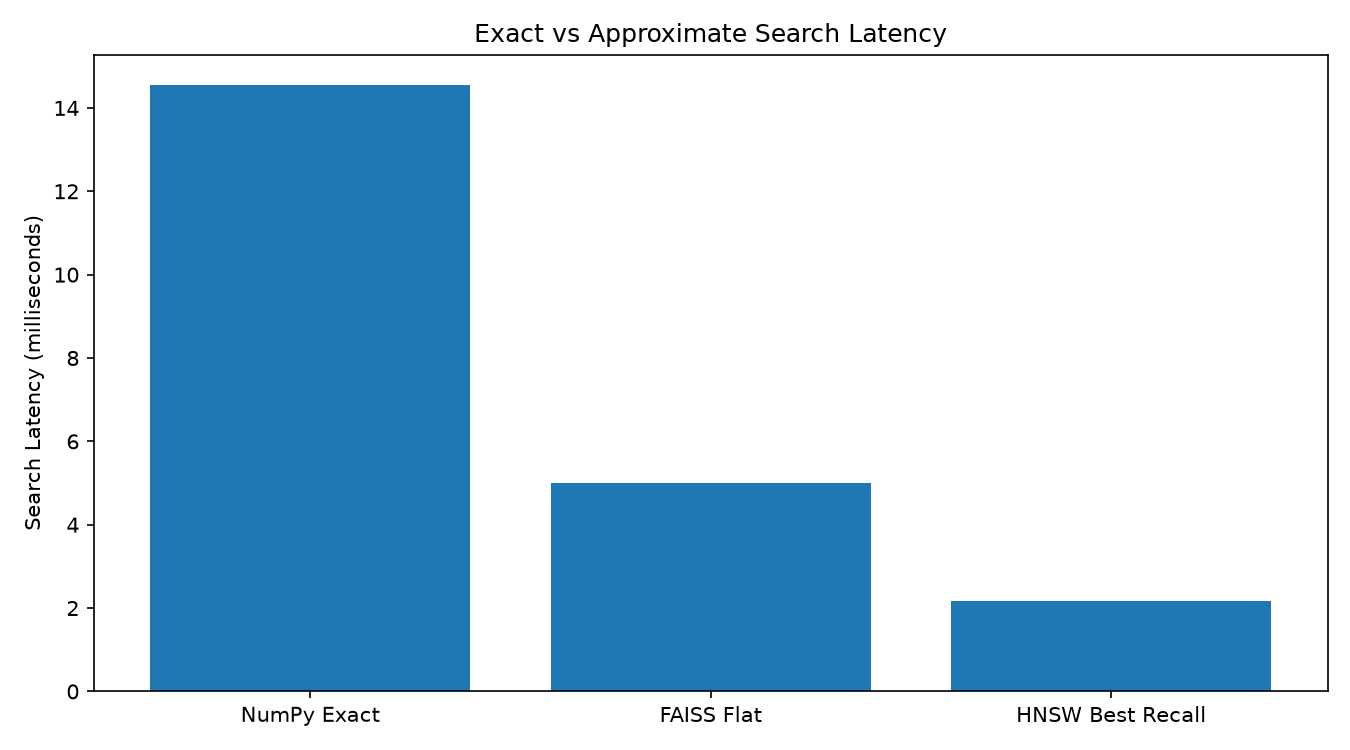 Exact vs Approximate Search Latency
Search Latency (milliseconds)
14
12
10
8
6
4
2
0
NumPy Exact
FAISS Flat
HNSW Best Recall